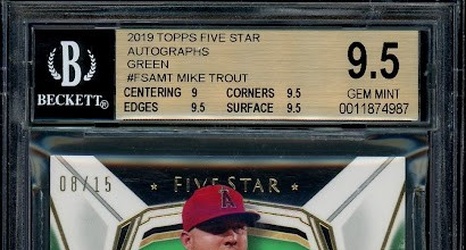 2019 TOPPS FIVE STAR
AUTOGRAPHS
GREEN
#FSAMT MIKE TROUT
CENTERING 9 CORNERS 9.5
EDGES 9.5 SURFACE 9.5
9.5
GEM MINT
0011874987
B
BECKETT®
08/15
★ FIVE STAR ★
A